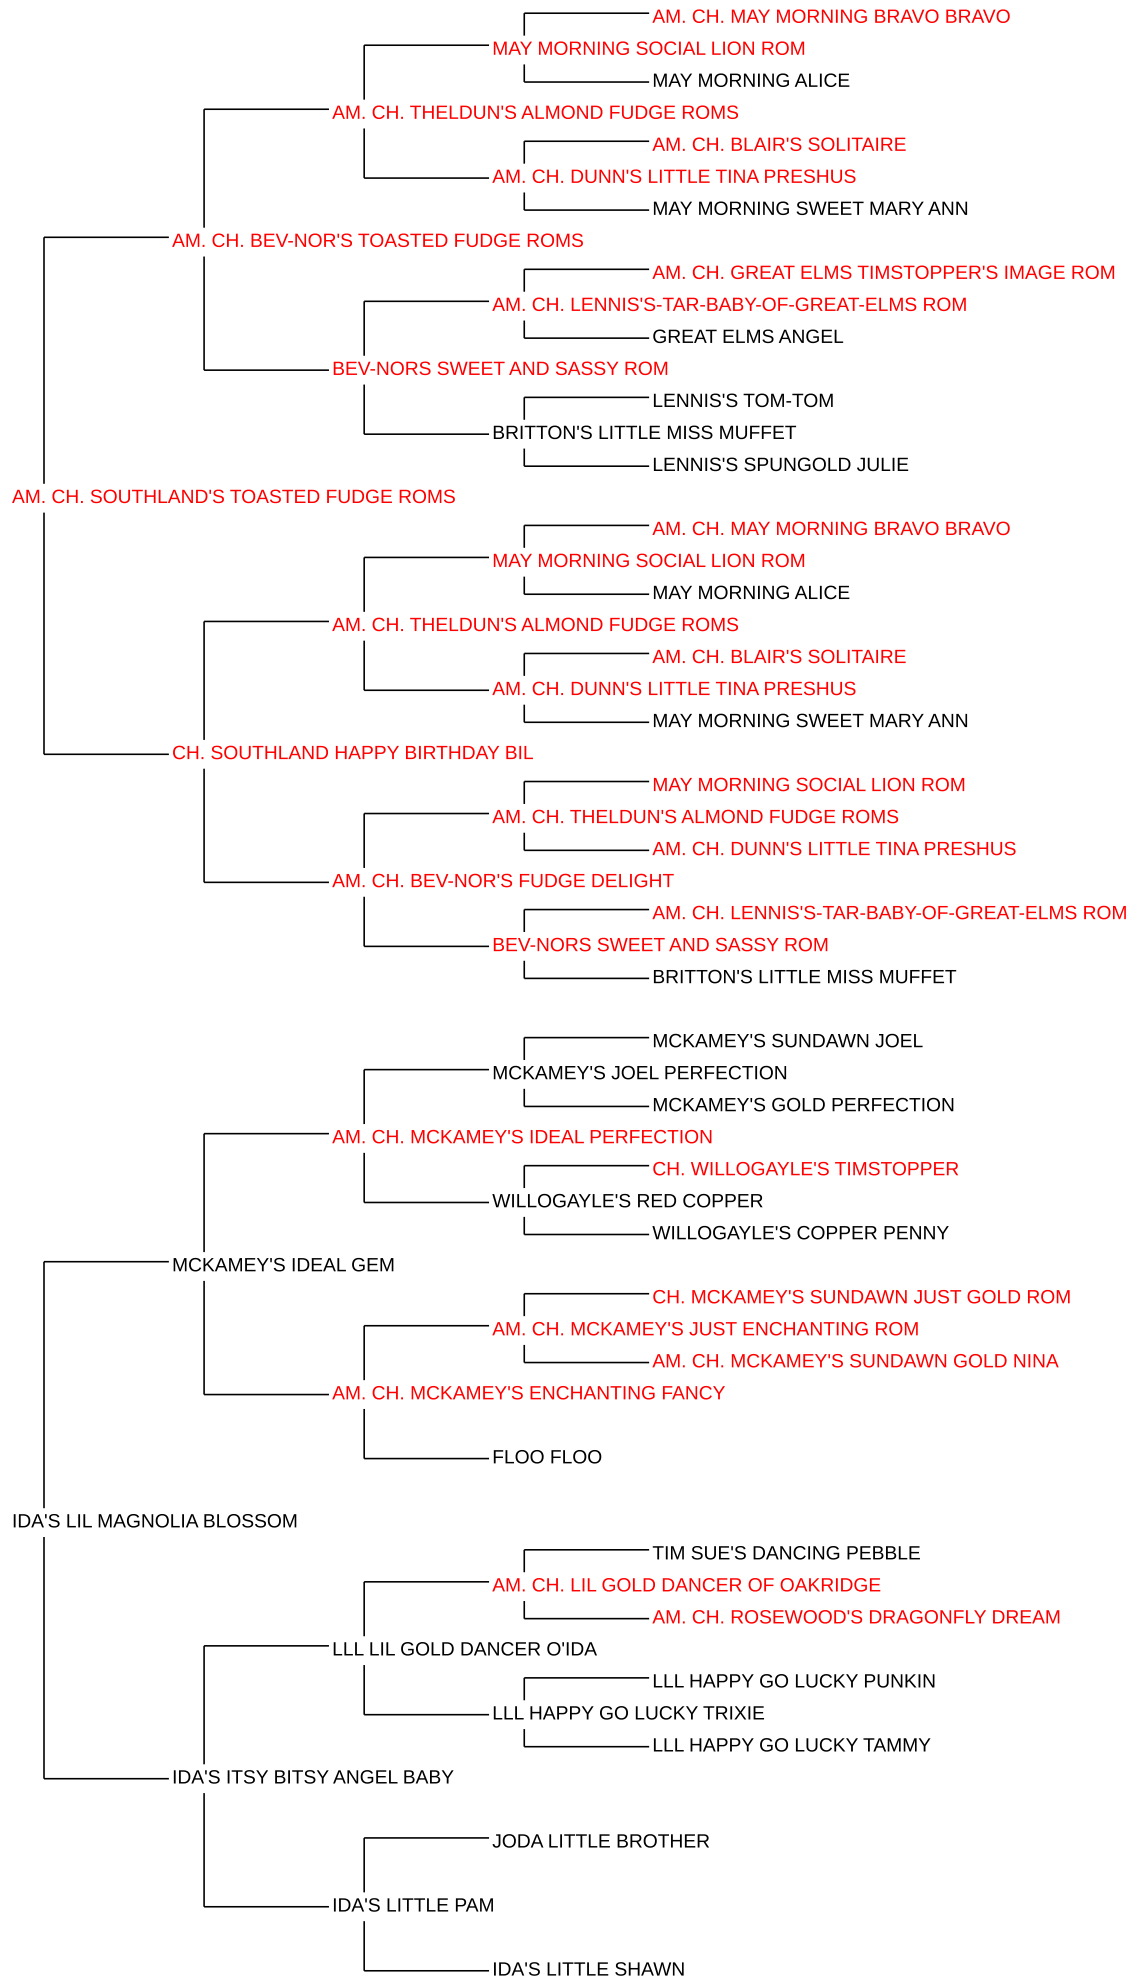 AM. CH. MAY MORNING BRAVO BRAVO
MAY MORNING SOCIAL LION ROM
MAY MORNING ALICE
AM. CH. THELDUN'S ALMOND FUDGE ROMS
AM. CH. BLAIR'S SOLITAIRE
AM. CH. DUNN'S LITTLE TINA PRESHUS
MAY MORNING SWEET MARY ANN
AM. CH. BEV-NOR'S TOASTED FUDGE ROMS
AM. CH. GREAT ELMS TIMSTOPPER'S IMAGE ROM
AM. CH. LENNIS'S-TAR-BABY-OF-GREAT-ELMS ROM
GREAT ELMS ANGEL
BEV-NORS SWEET AND SASSY ROM
LENNIS'S TOM-TOM
BRITTON'S LITTLE MISS MUFFET
LENNIS'S SPUNGOLD JULIE
AM. CH. SOUTHLAND'S TOASTED FUDGE ROMS
AM. CH. MAY MORNING BRAVO BRAVO
MAY MORNING SOCIAL LION ROM
MAY MORNING ALICE
AM. CH. THELDUN'S ALMOND FUDGE ROMS
AM. CH. BLAIR'S SOLITAIRE
AM. CH. DUNN'S LITTLE TINA PRESHUS
MAY MORNING SWEET MARY ANN
CH. SOUTHLAND HAPPY BIRTHDAY BIL
MAY MORNING SOCIAL LION ROM
AM. CH. THELDUN'S ALMOND FUDGE ROMS
AM. CH. DUNN'S LITTLE TINA PRESHUS
AM. CH. BEV-NOR'S FUDGE DELIGHT
AM. CH. LENNIS'S-TAR-BABY-OF-GREAT-ELMS ROM
BEV-NORS SWEET AND SASSY ROM
BRITTON'S LITTLE MISS MUFFET
MCKAMEY'S SUNDAWN JOEL
MCKAMEY'S JOEL PERFECTION
MCKAMEY'S GOLD PERFECTION
AM. CH. MCKAMEY'S IDEAL PERFECTION
CH. WILLOGAYLE'S TIMSTOPPER
WILLOGAYLE'S RED COPPER
WILLOGAYLE'S COPPER PENNY
MCKAMEY'S IDEAL GEM
CH. MCKAMEY'S SUNDAWN JUST GOLD ROM
AM. CH. MCKAMEY'S JUST ENCHANTING ROM
AM. CH. MCKAMEY'S SUNDAWN GOLD NINA
AM. CH. MCKAMEY'S ENCHANTING FANCY
FLOO FLOO
IDA'S LIL MAGNOLIA BLOSSOM
TIM SUE'S DANCING PEBBLE
AM. CH. LIL GOLD DANCER OF OAKRIDGE
AM. CH. ROSEWOOD'S DRAGONFLY DREAM
LLL LIL GOLD DANCER O'IDA
LLL HAPPY GO LUCKY PUNKIN
LLL HAPPY GO LUCKY TRIXIE
LLL HAPPY GO LUCKY TAMMY
IDA'S ITSY BITSY ANGEL BABY
JODA LITTLE BROTHER
IDA'S LITTLE PAM
IDA'S LITTLE SHAWN